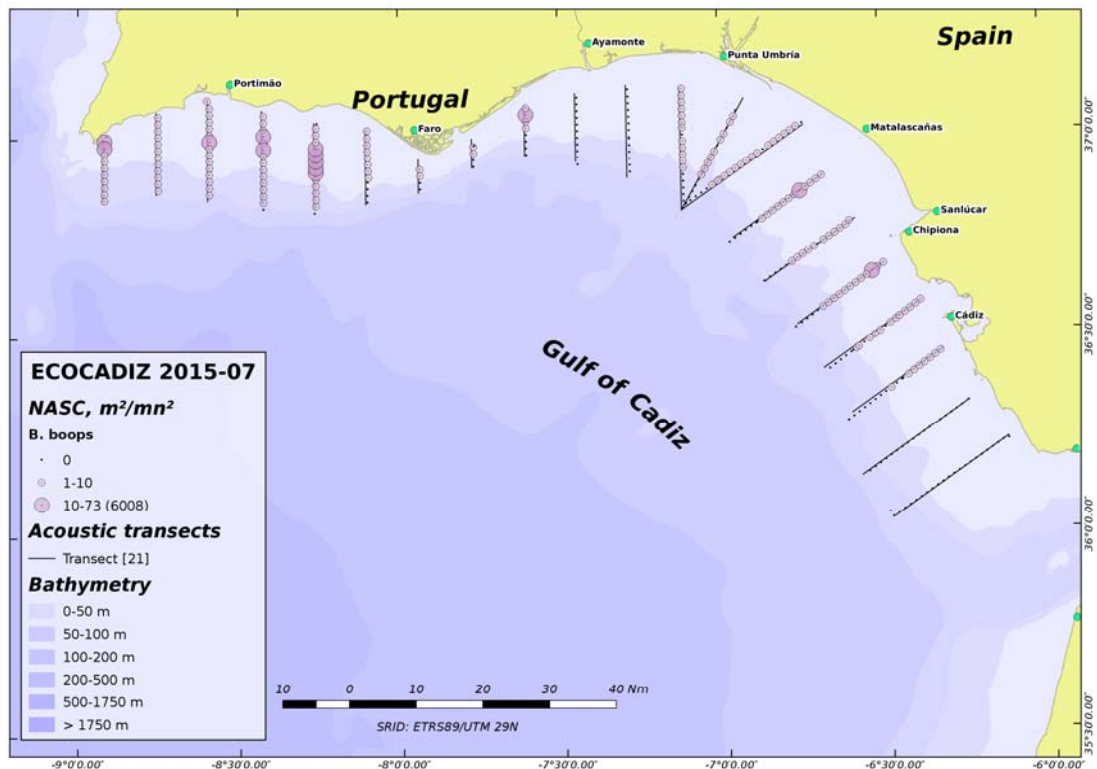 Spain
Ayamonte
Punta Umbría
Portimão
Portugal
Faro
Matalascañas
Sanlúcar
Chipiona
Cádiz
Gulf of Cadiz
ECOCADIZ 2015-07
NASC, m²/mn²
B. boops
0
1-10
10-73 (6008)
Acoustic transects
Transect [21]
Bathymetry
0-50 m
50-100 m
100-200 m
200-500 m
500-1750 m
> 1750 m
10 0 10 20 30 40 Nm
SRID: ETRS89/UTM 29N
37°0'0.00"
36°30'0.00"
36°0'0.00"
35°30'0.00"
-9°0'0.00"
-8°30'0.00"
-8°0'0.00"
-7°30'0.00"
-7°0'0.00"
-6°30'0.00"
-6°0'0.00"